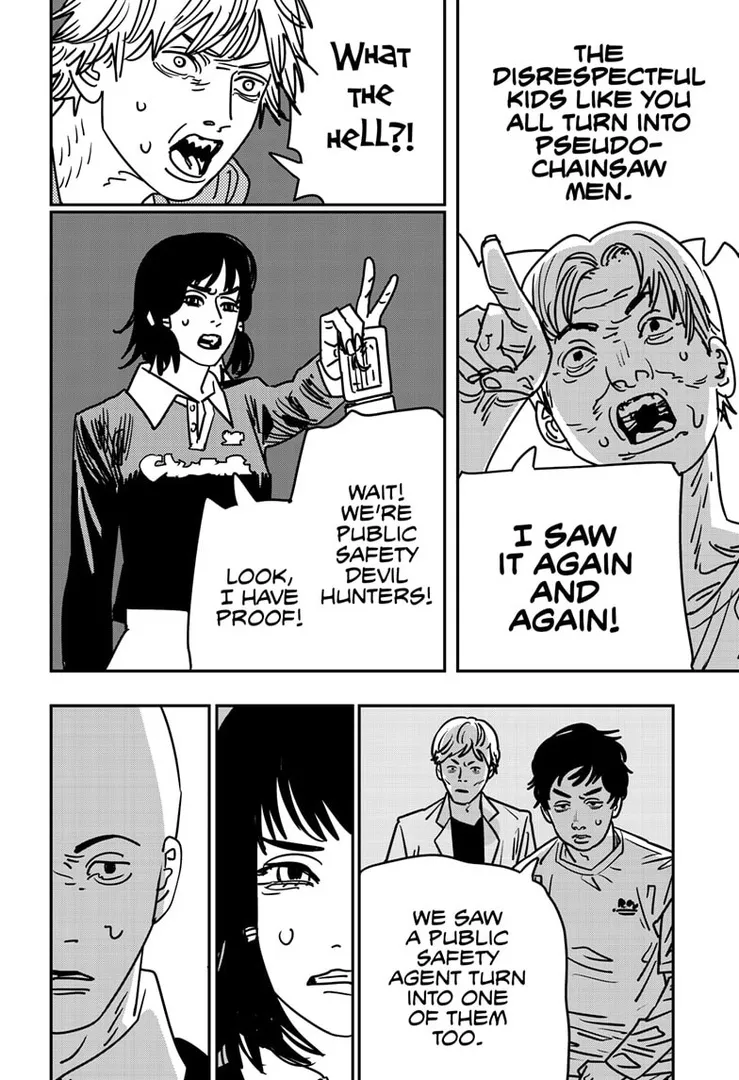 THE
DISRESPECTFUL
KIDS LIKE YOU
ALL TURN INTO
PSEUDO-
CHAINSAW
MEN.
I SAW
IT AGAIN
AND
AGAIN!
WHAT
THE
HELL?!
WAIT!
WE'RE
PUBLIC
SAFETY
DEVIL
HUNTERS!
LOOK,
I HAVE
PROOF!
WE SAW
A PUBLIC
SAFETY
AGENT TURN
INTO ONE
OF THEM
TOO.